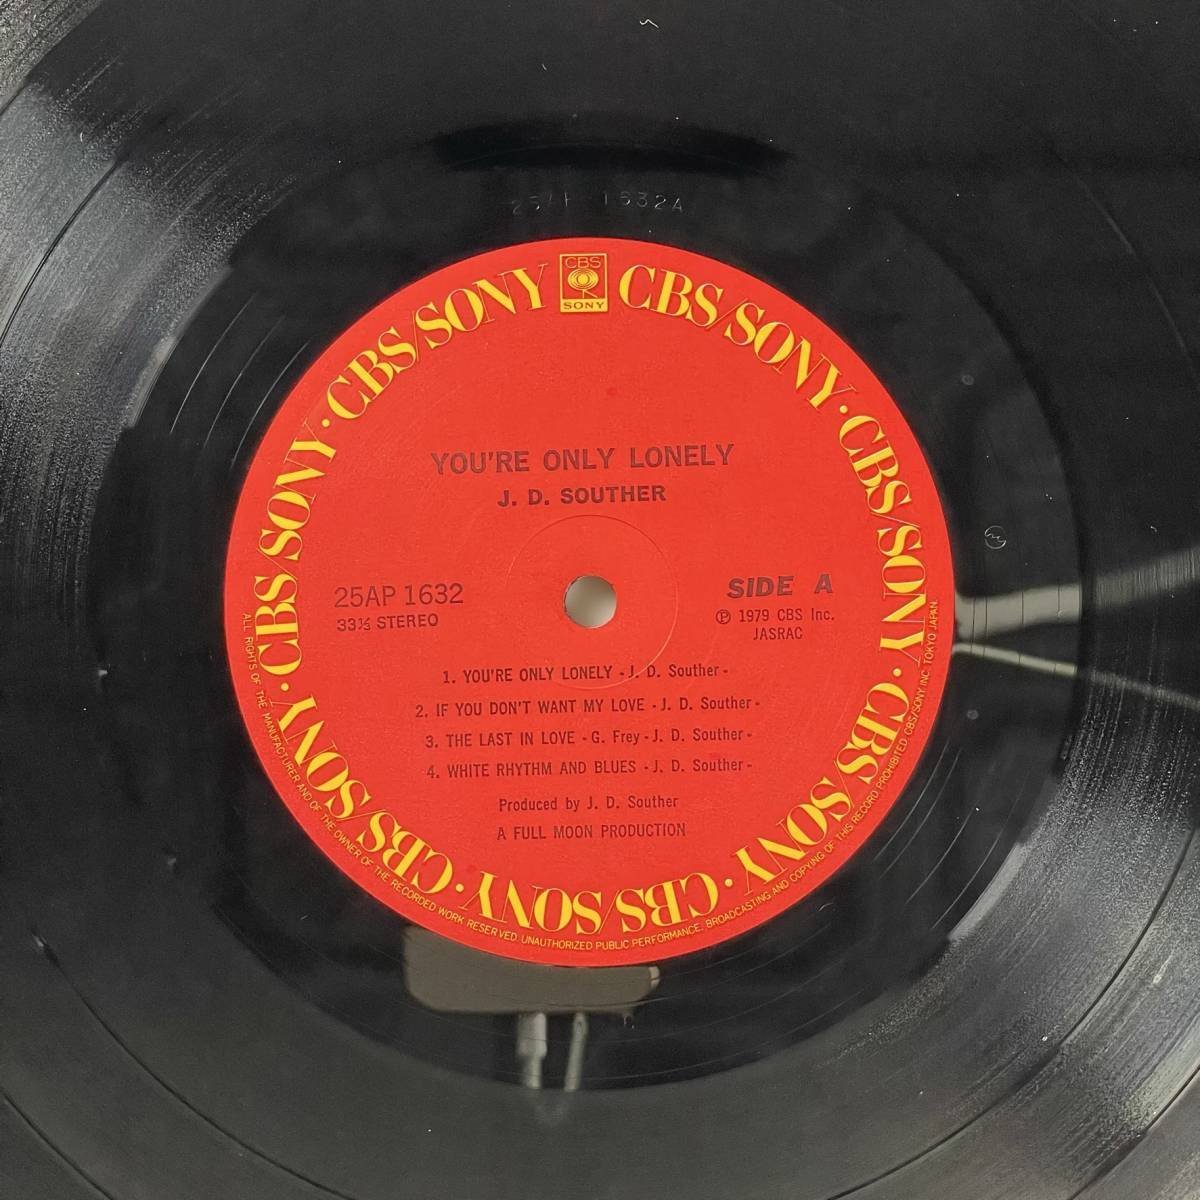 25AP 1632A
CBS
SONY
CBS/SONY · CBS/SONY · CBS/SONY · CBS/SONY · CBS/SONY · CBS/SONY · CBS/SONY · CBS/SONY
YOU'RE ONLY LONELY
J. D. SOUTHER
25AP 1632
33⅓ STEREO
SIDE A
Ⓟ 1979 CBS Inc.
JASRAC
1. YOU'RE ONLY LONELY - J. D. Souther -
2. IF YOU DON'T WANT MY LOVE - J. D. Souther -
3. THE LAST IN LOVE - G. Frey - J. D. Souther -
4. WHITE RHYTHM AND BLUES - J. D. Souther -
Produced by J. D. Souther
A FULL MOON PRODUCTION
ALL RIGHTS OF THE MANUFACTURER AND OF THE OWNER OF THE RECORDED WORK RESERVED. UNAUTHORIZED PUBLIC PERFORMANCE, BROADCASTING AND COPYING OF THIS RECORD PROHIBITED CBS/SONY INC. TOKYO JAPAN